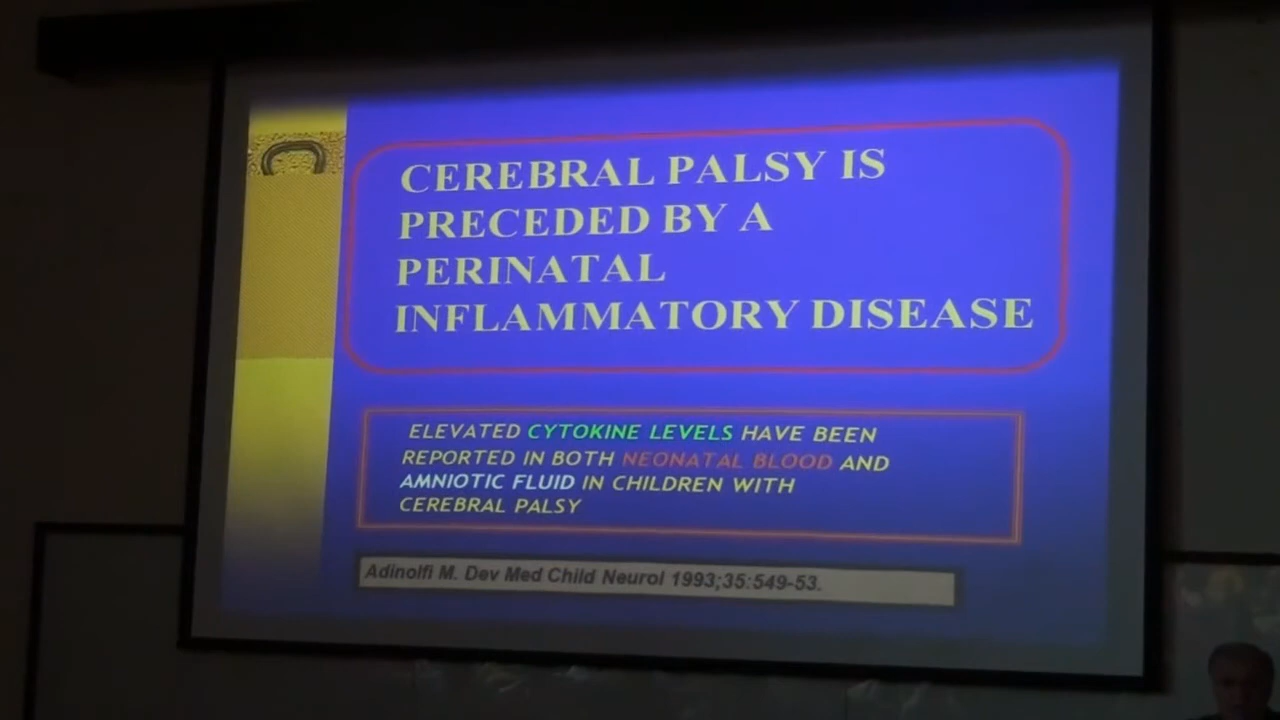 CEREBRAL PALSY IS
PRECEDED BY A
PERINATAL
INFLAMMATORY DISEASE
ELEVATED CYTOKINE LEVELS HAVE BEEN
REPORTED IN BOTH NEONATAL BLOOD AND
AMNIOTIC FLUID IN CHILDREN WITH
CEREBRAL PALSY
Adinolfi M. Dev Med Child Neurol 1993;35:549-53.